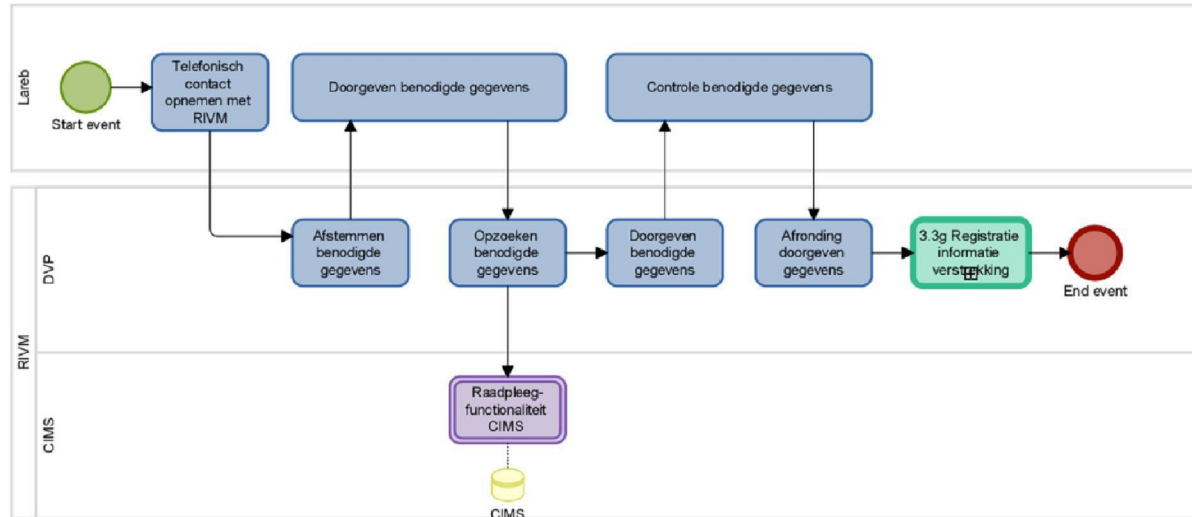 Lareb
Start event
Telefonisch
contact
opnemen met
RIVM
Doorgeven benodigde gegevens
Controle benodigde gegevens
RIVM
DVP
Afstemmen
benodigde
gegevens
Opzoeken
benodigde
gegevens
Doorgeven
benodigde
gegevens
Afronding
doorgeven
gegevens
3.3g Registratie
informatie
verstrekking
End event
CIMS
Raadpleeg-
functionaliteit
CIMS
CIMS